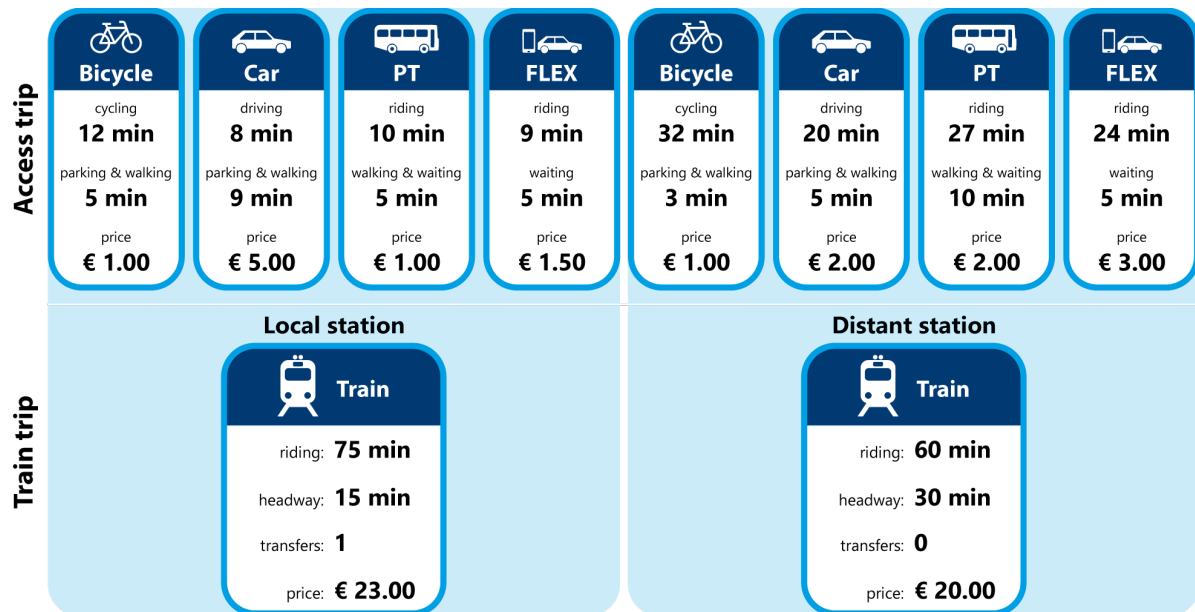 Access trip
Bicycle Car PT FLEX Bicycle Car PT FLEX
cycling driving riding riding cycling driving riding riding
12 min 8 min 10 min 9 min 32 min 20 min 27 min 24 min
parking & walking parking & walking walking & waiting waiting parking & walking parking & walking walking & waiting waiting
5 min 9 min 5 min 5 min 3 min 5 min 10 min 5 min
price price price price price price price price
€ 1.00 € 5.00 € 1.00 € 1.50 € 1.00 € 2.00 € 2.00 € 3.00
Train trip
Local station
Train
riding: 75 min
headway: 15 min
transfers: 1
price: € 23.00
Distant station
Train
riding: 60 min
headway: 30 min
transfers: 0
price: € 20.00